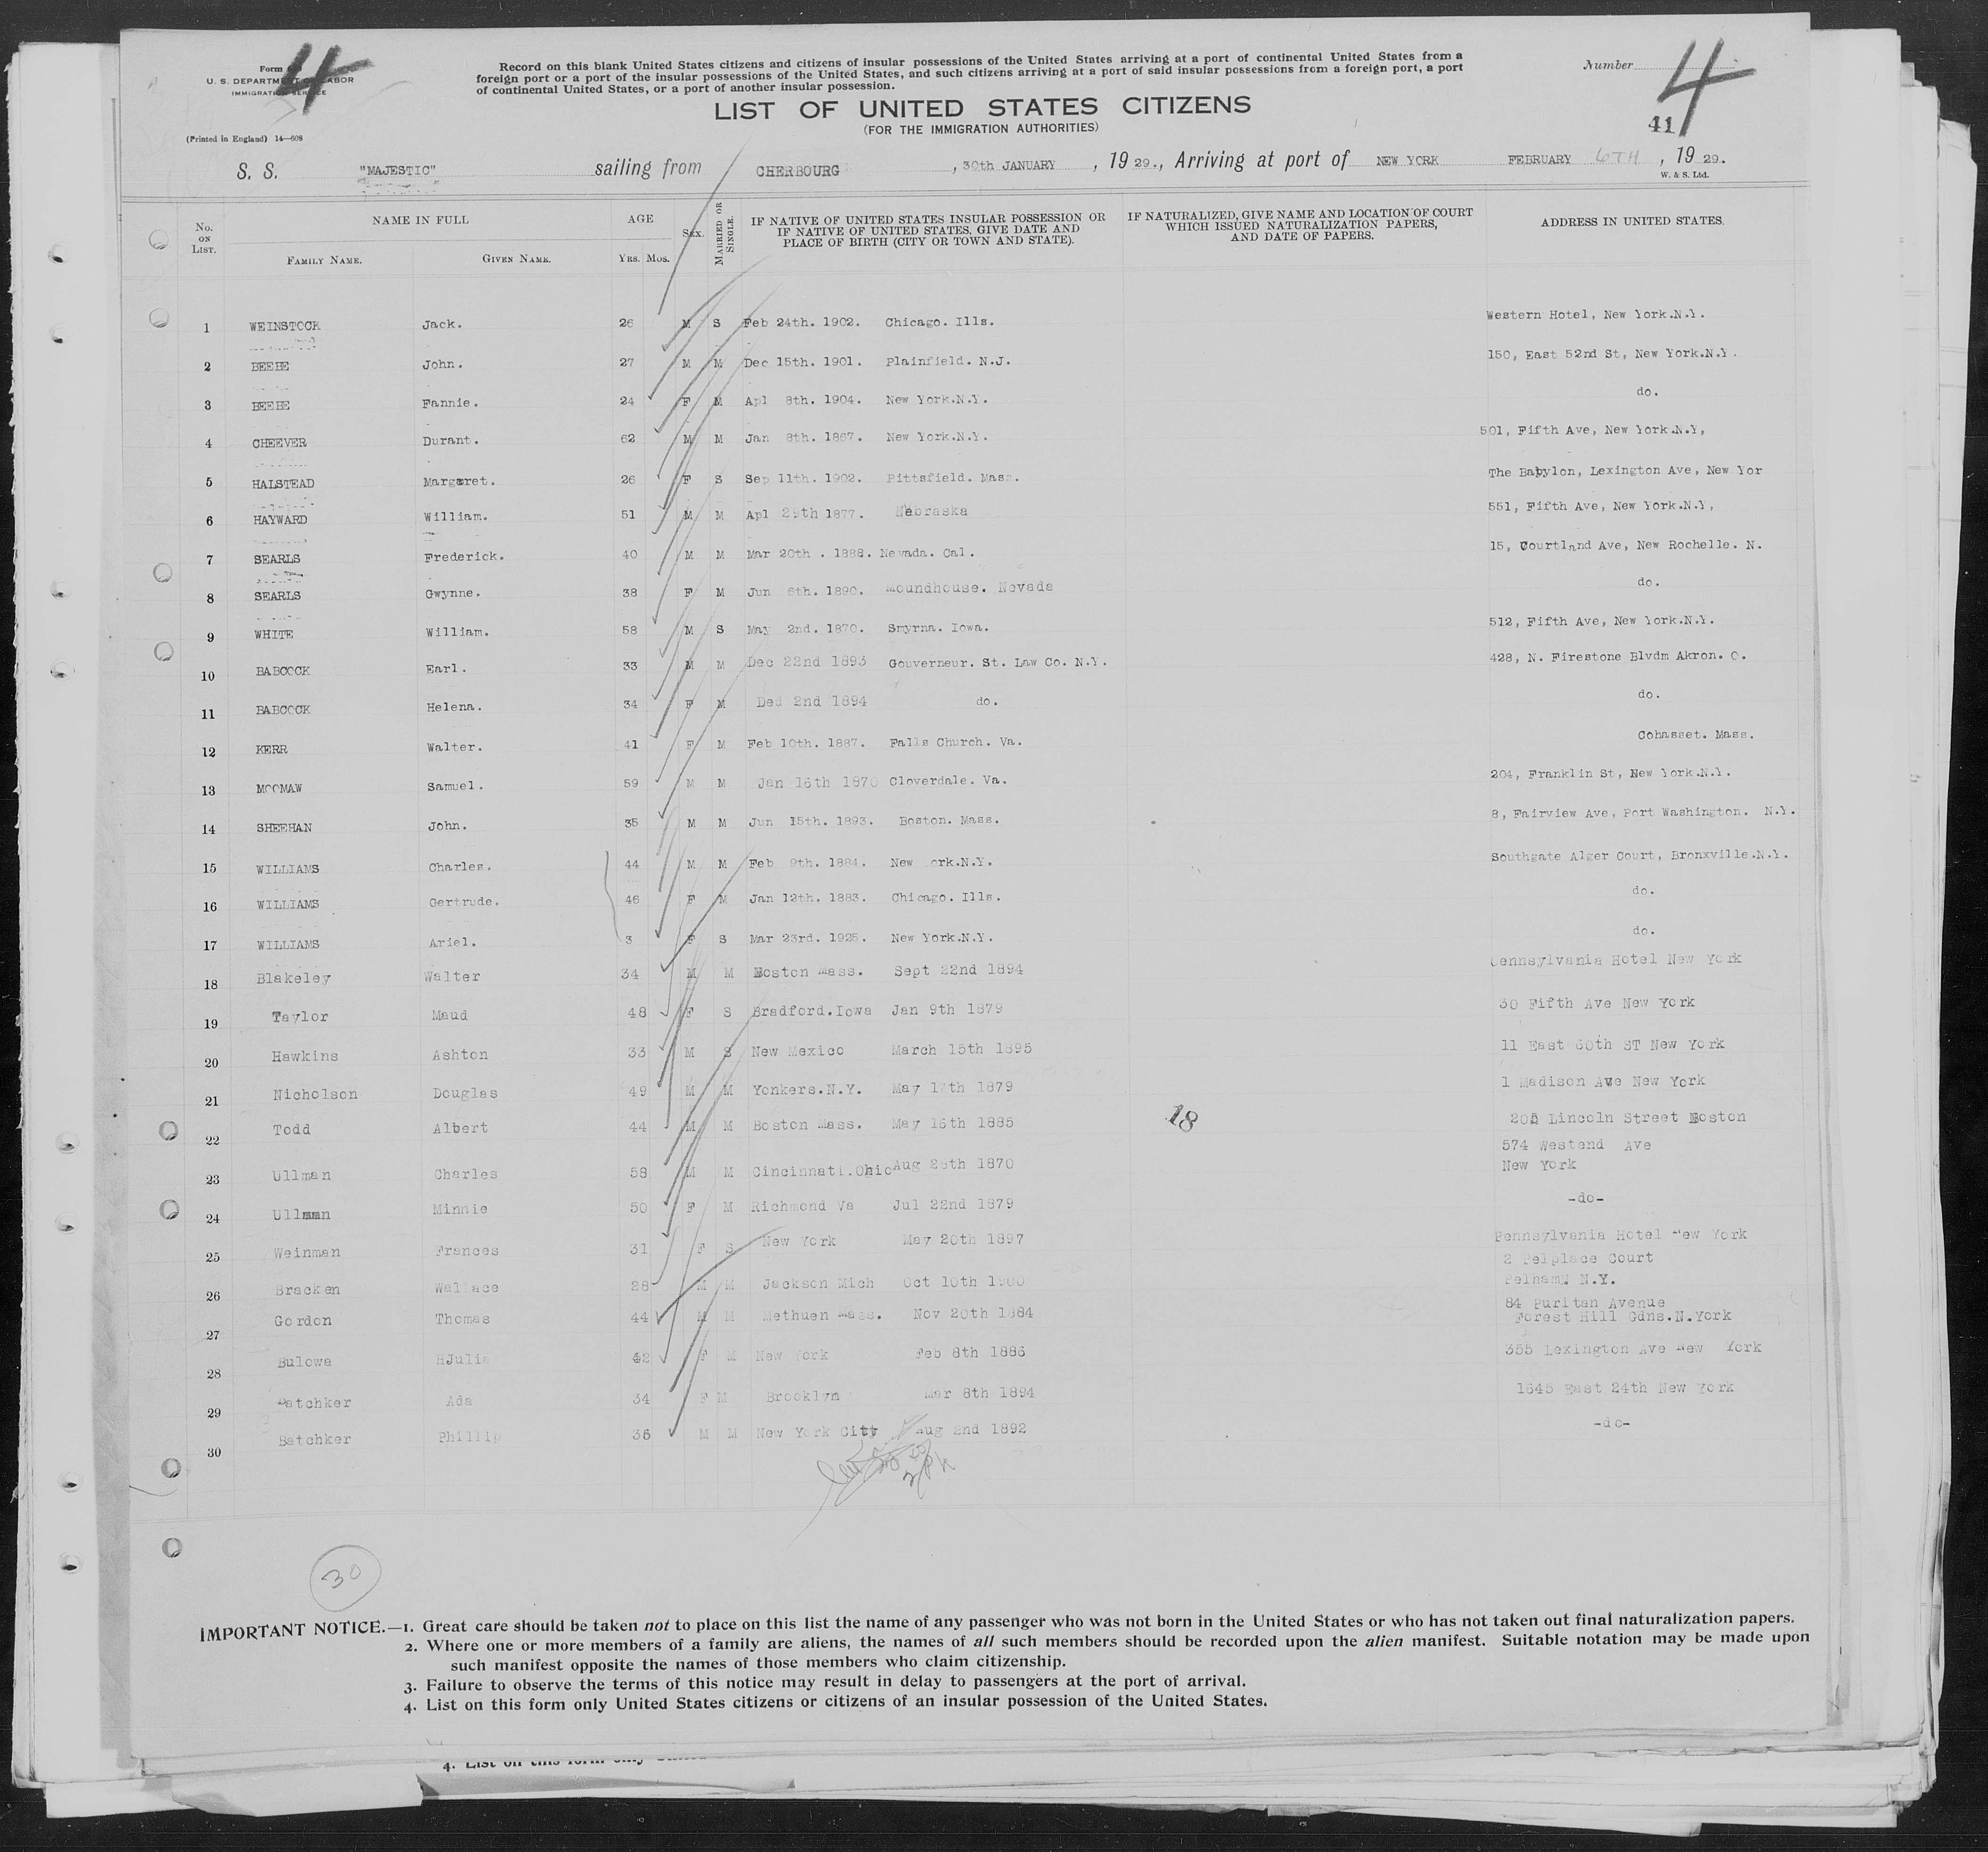 4
Form
U. S. DEPARTMENT OF LABOR
IMMIGRATION SERVICE
(Printed in England) 14—608
Record on this blank United States citizens and citizens of insular possessions of the United States arriving at a port of continental United States from a
foreign port or a port of the insular possessions of the United States, and such citizens arriving at a port of said insular possessions from a foreign port, a port
of continental United States, or a port of another insular possession.
Number 4
LIST OF UNITED STATES CITIZENS
(FOR THE IMMIGRATION AUTHORITIES)
41
S. S. "MAJESTIC" sailing from CHERBOURG, 30th JANUARY, 1929., Arriving at port of NEW YORK FEBRUARY 6TH, 1929.
W. & S. Ltd.
No. ON LIST. NAME IN FULL AGE SEX. MARRIED OR SINGLE. IF NATIVE OF UNITED STATES INSULAR POSSESSION OR IF NATIVE OF UNITED STATES, GIVE DATE AND PLACE OF BIRTH (CITY OR TOWN AND STATE). IF NATURALIZED, GIVE NAME AND LOCATION OF COURT WHICH ISSUED NATURALIZATION PAPERS, AND DATE OF PAPERS. ADDRESS IN UNITED STATES.
FAMILY NAME. GIVEN NAME. YRS. MOS.
1 WEINSTOCK Jack. 26 M S Feb 24th. 1902. Chicago. Ills. Western Hotel, New York.N.Y.
2 BEEBE John. 27 M M Dec 15th. 1901. Plainfield. N.J. 150, East 52nd St, New York.N.Y.
3 BEEBE Fannie. 24 F M Apl 8th. 1904. New York.N.Y. do.
4 CHEEVER Durant. 62 M M Jan 8th. 1867. New York.N.Y. 501, Fifth Ave, New York.N.Y,
5 HALSTEAD Margaret. 26 F S Sep 11th. 1902. Pittsfield. Mass. The Babylon, Lexington Ave, New Yor
6 HAYWARD William. 51 M M Apl 29th 1877. Nebraska 551, Fifth Ave, New York.N.Y,
7 SEARLS Frederick. 40 M M Mar 20th . 1888. Nevada. Cal. 15, Courtland Ave, New Rochelle. N.
8 SEARLS Gwynne. 38 F M Jun 6th. 1890. Moundhouse. Nevada do.
9 WHITE William. 58 M S May 2nd. 1870. Smyrna. Iowa. 512, Fifth Ave, New York.N.Y.
10 BABCOCK Earl. 33 M M Dec 22nd 1893 Gouverneur. St. Law Co. N.Y. 428, N. Firestone Blvdm Akron. O.
11 BABCOCK Helena. 34 F M Ded 2nd 1894 do. do.
12 KERR Walter. 41 F M Feb 10th. 1887. Falls Church. Va. Cohasset. Mass.
13 MOOMAW Samuel. 59 M M Jan 16th 1870 Cloverdale. Va. 204, Franklin St, New York.N.Y.
14 SHEEHAN John. 35 M M Jun 15th. 1893. Boston. Mass. 8, Fairview Ave, Port Washington. N.Y.
15 WILLIAMS Charles. 44 M M Feb 9th. 1884. New ork.N.Y. Southgate Alger Court, Bronxville.N.Y.
16 WILLIAMS Gertrude. 46 F M Jan 12th. 1883. Chicago. Ills. do.
17 WILLIAMS Ariel. 3 F S Mar 23rd. 1925. New York.N.Y. do.
18 Blakeley Walter 34 M M Boston Mass. Sept 22nd 1894 Pennsylvania Hotel New York
19 Taylor Maud 48 F S Bradford.Iowa Jan 9th 1879 30 Fifth Ave New York
20 Hawkins Ashton 33 M S New Mexico March 15th 1895 11 East 60th ST New York
21 Nicholson Douglas 49 M M Yonkers.N.Y. May 17th 1879 1 Madison Ave New York
22 Todd Albert 44 M M Boston Mass. May 16th 1885 18 205 Lincoln Street Boston
23 Ullman Charles 58 M M Cincinnati.Ohio Aug 29th 1870 574 Westend Ave New York
24 Ullman Minnie 50 F M Richmond Va Jul 22nd 1879 -do-
25 Weinman Frances 31 F S New York May 20th 1897 Pennsylvania Hotel New York
26 Bracken Wallace 28 M M Jackson Mich Oct 10th 1900 2 Pelplace Court Pelham N.Y.
27 Gordon Thomas 44 M M Methuen Mass. Nov 20th 1884 84 Puritan Avenue Forest Hill Gdns.N.York
28 Bulowa HJulia 42 F M New York Feb 8th 1886 355 Lexington Ave New York
29 Batchker Ada 34 F M Brooklyn Mar 8th 1894 1645 East 24th New York
30 Batchker Phillip 36 M M New York City Aug 2nd 1892 -do-
30
IMPORTANT NOTICE.—1. Great care should be taken not to place on this list the name of any passenger who was not born in the United States or who has not taken out final naturalization papers.
2. Where one or more members of a family are aliens, the names of all such members should be recorded upon the alien manifest. Suitable notation may be made upon
such manifest opposite the names of those members who claim citizenship.
3. Failure to observe the terms of this notice may result in delay to passengers at the port of arrival.
4. List on this form only United States citizens or citizens of an insular possession of the United States.
4. List on this form only